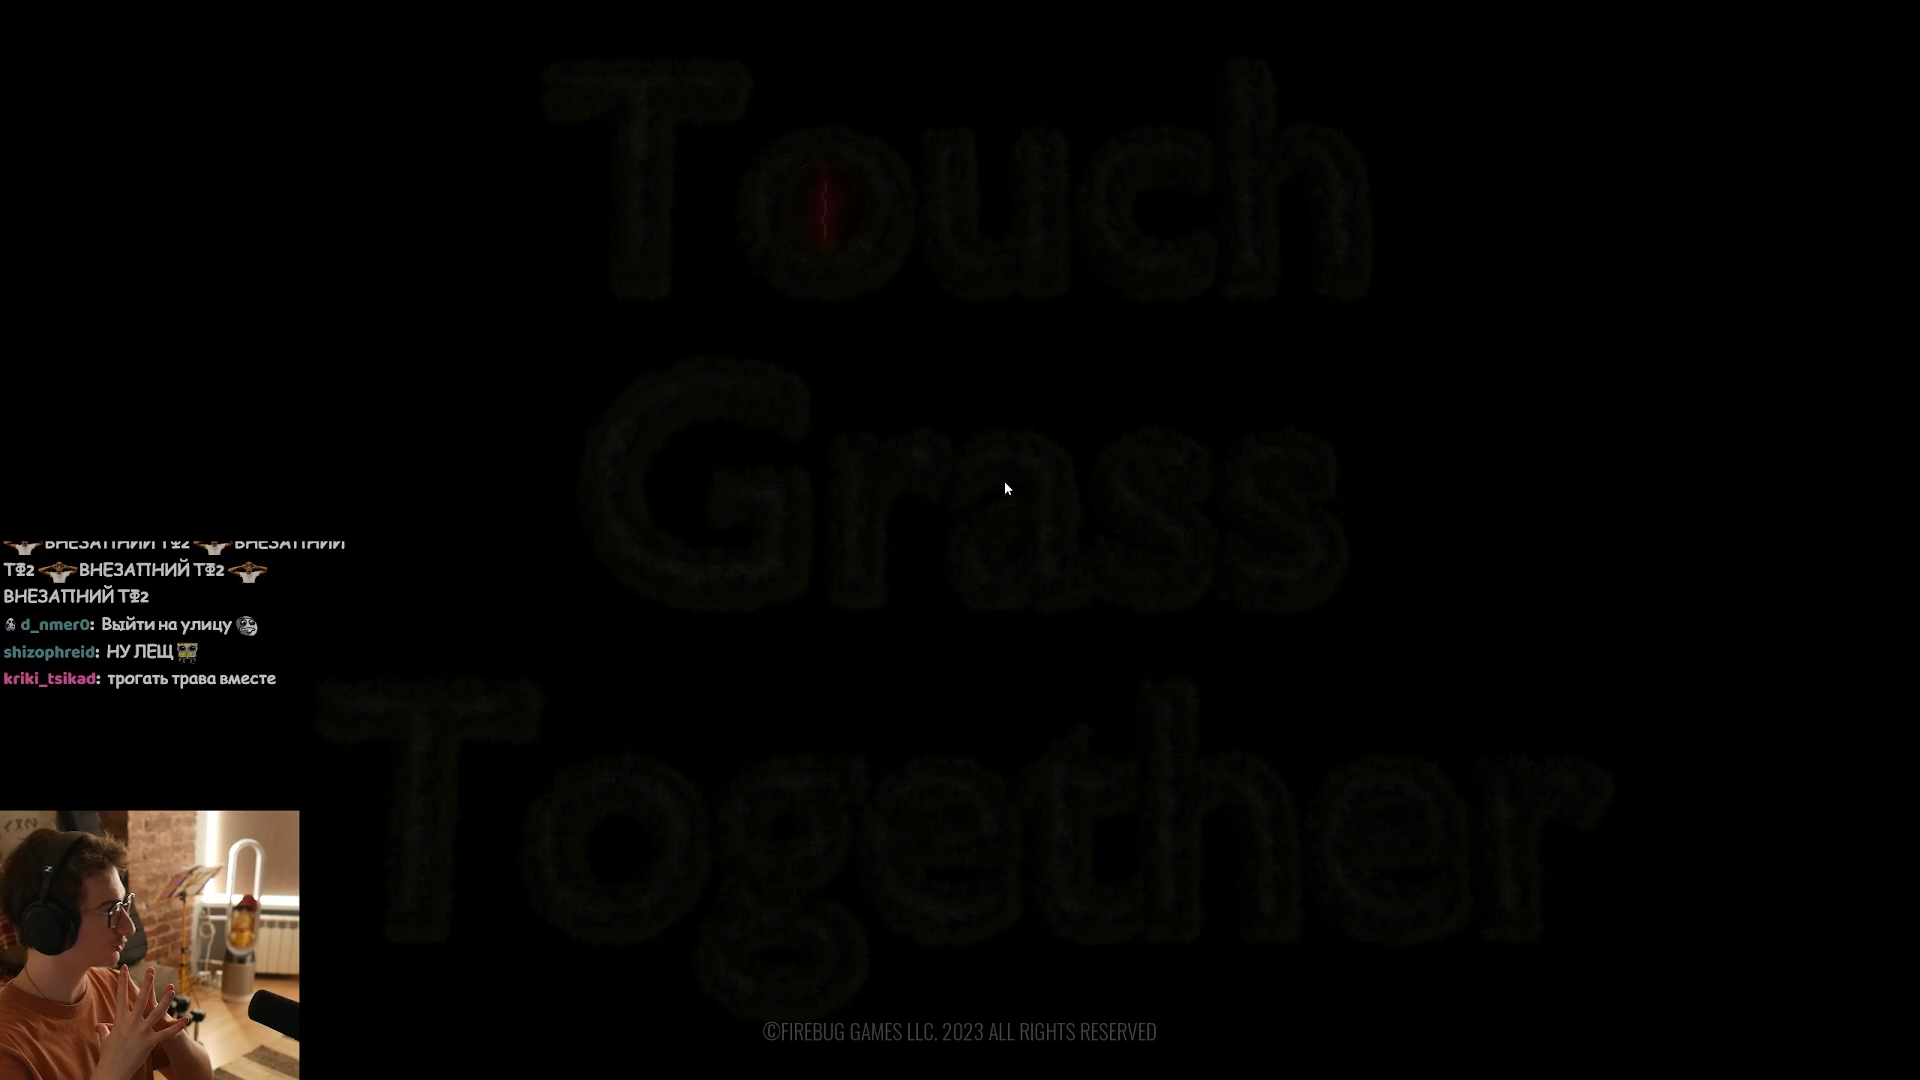 Touch
Grass
Together
ВНЕЗАПНИЙ ТФ2 ВНЕЗАПНИЙ
ТФ2 ВНЕЗАПНИЙ ТФ2
ВНЕЗАПНИЙ ТФ2
d_nmer0: Выйти на улицу
shizophreid: НУ ЛЕЩ
kriki_tsikad: трогать трава вместе
©FIREBUG GAMES LLC. 2023 ALL RIGHTS RESERVED